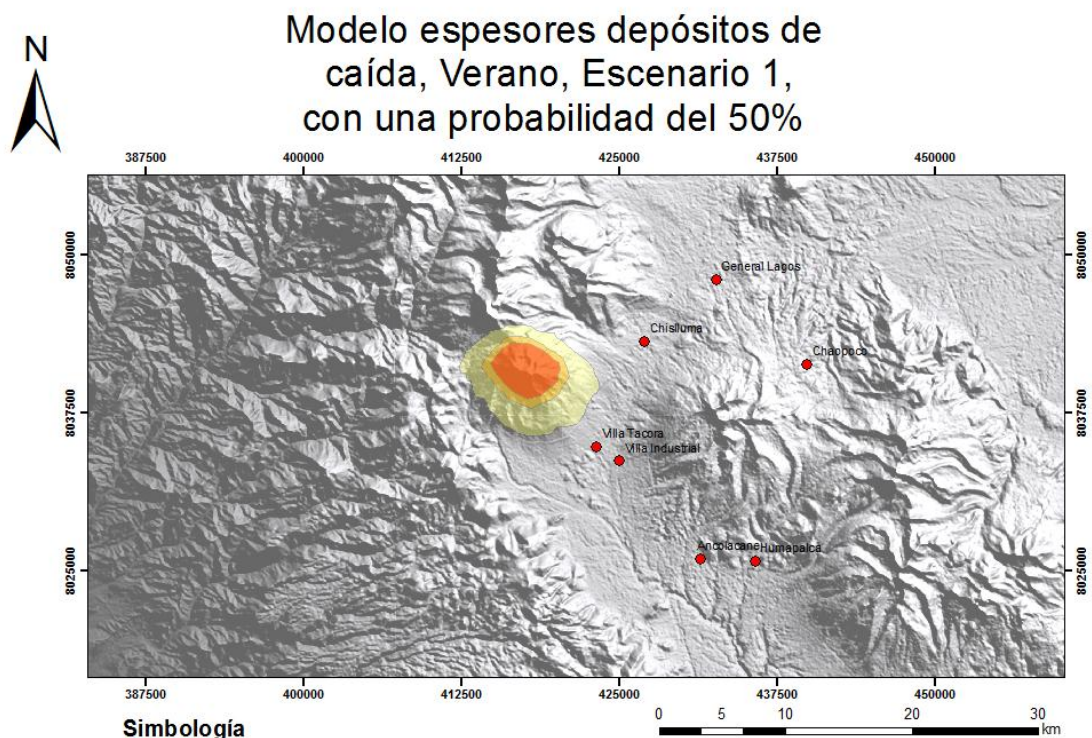 N
Modelo espesores depósitos de
caída, Verano, Escenario 1,
con una probabilidad del 50%
387500 400000 412500 425000 437500 450000
8050000 8050000
General Lagos
Chislluma
Chaopoco
8037500 8037500
Villa Tacora
Villa Industrial
Ancolacane Humapalca
8025000 8025000
387500 400000 412500 425000 437500 450000
Simbología
0 5 10 20 30
km